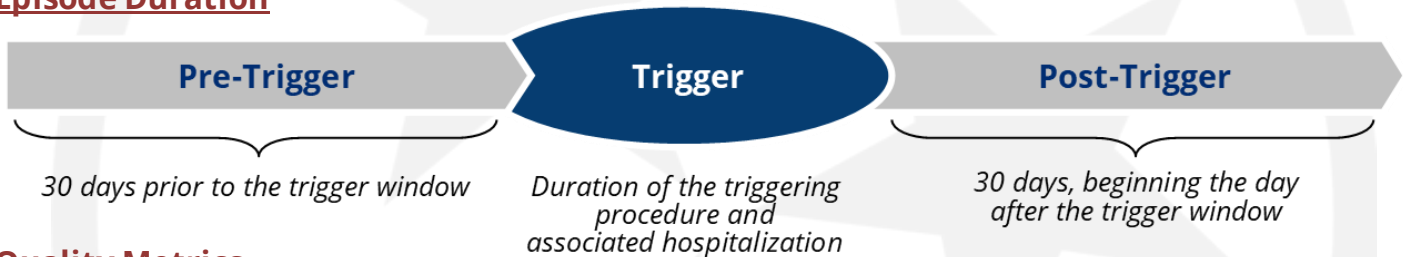 Episode Duration
Pre-Trigger
Trigger
Post-Trigger
30 days prior to the trigger window
Duration of the triggering
procedure and
associated hospitalization
30 days, beginning the day
after the trigger window
Quality Metrics